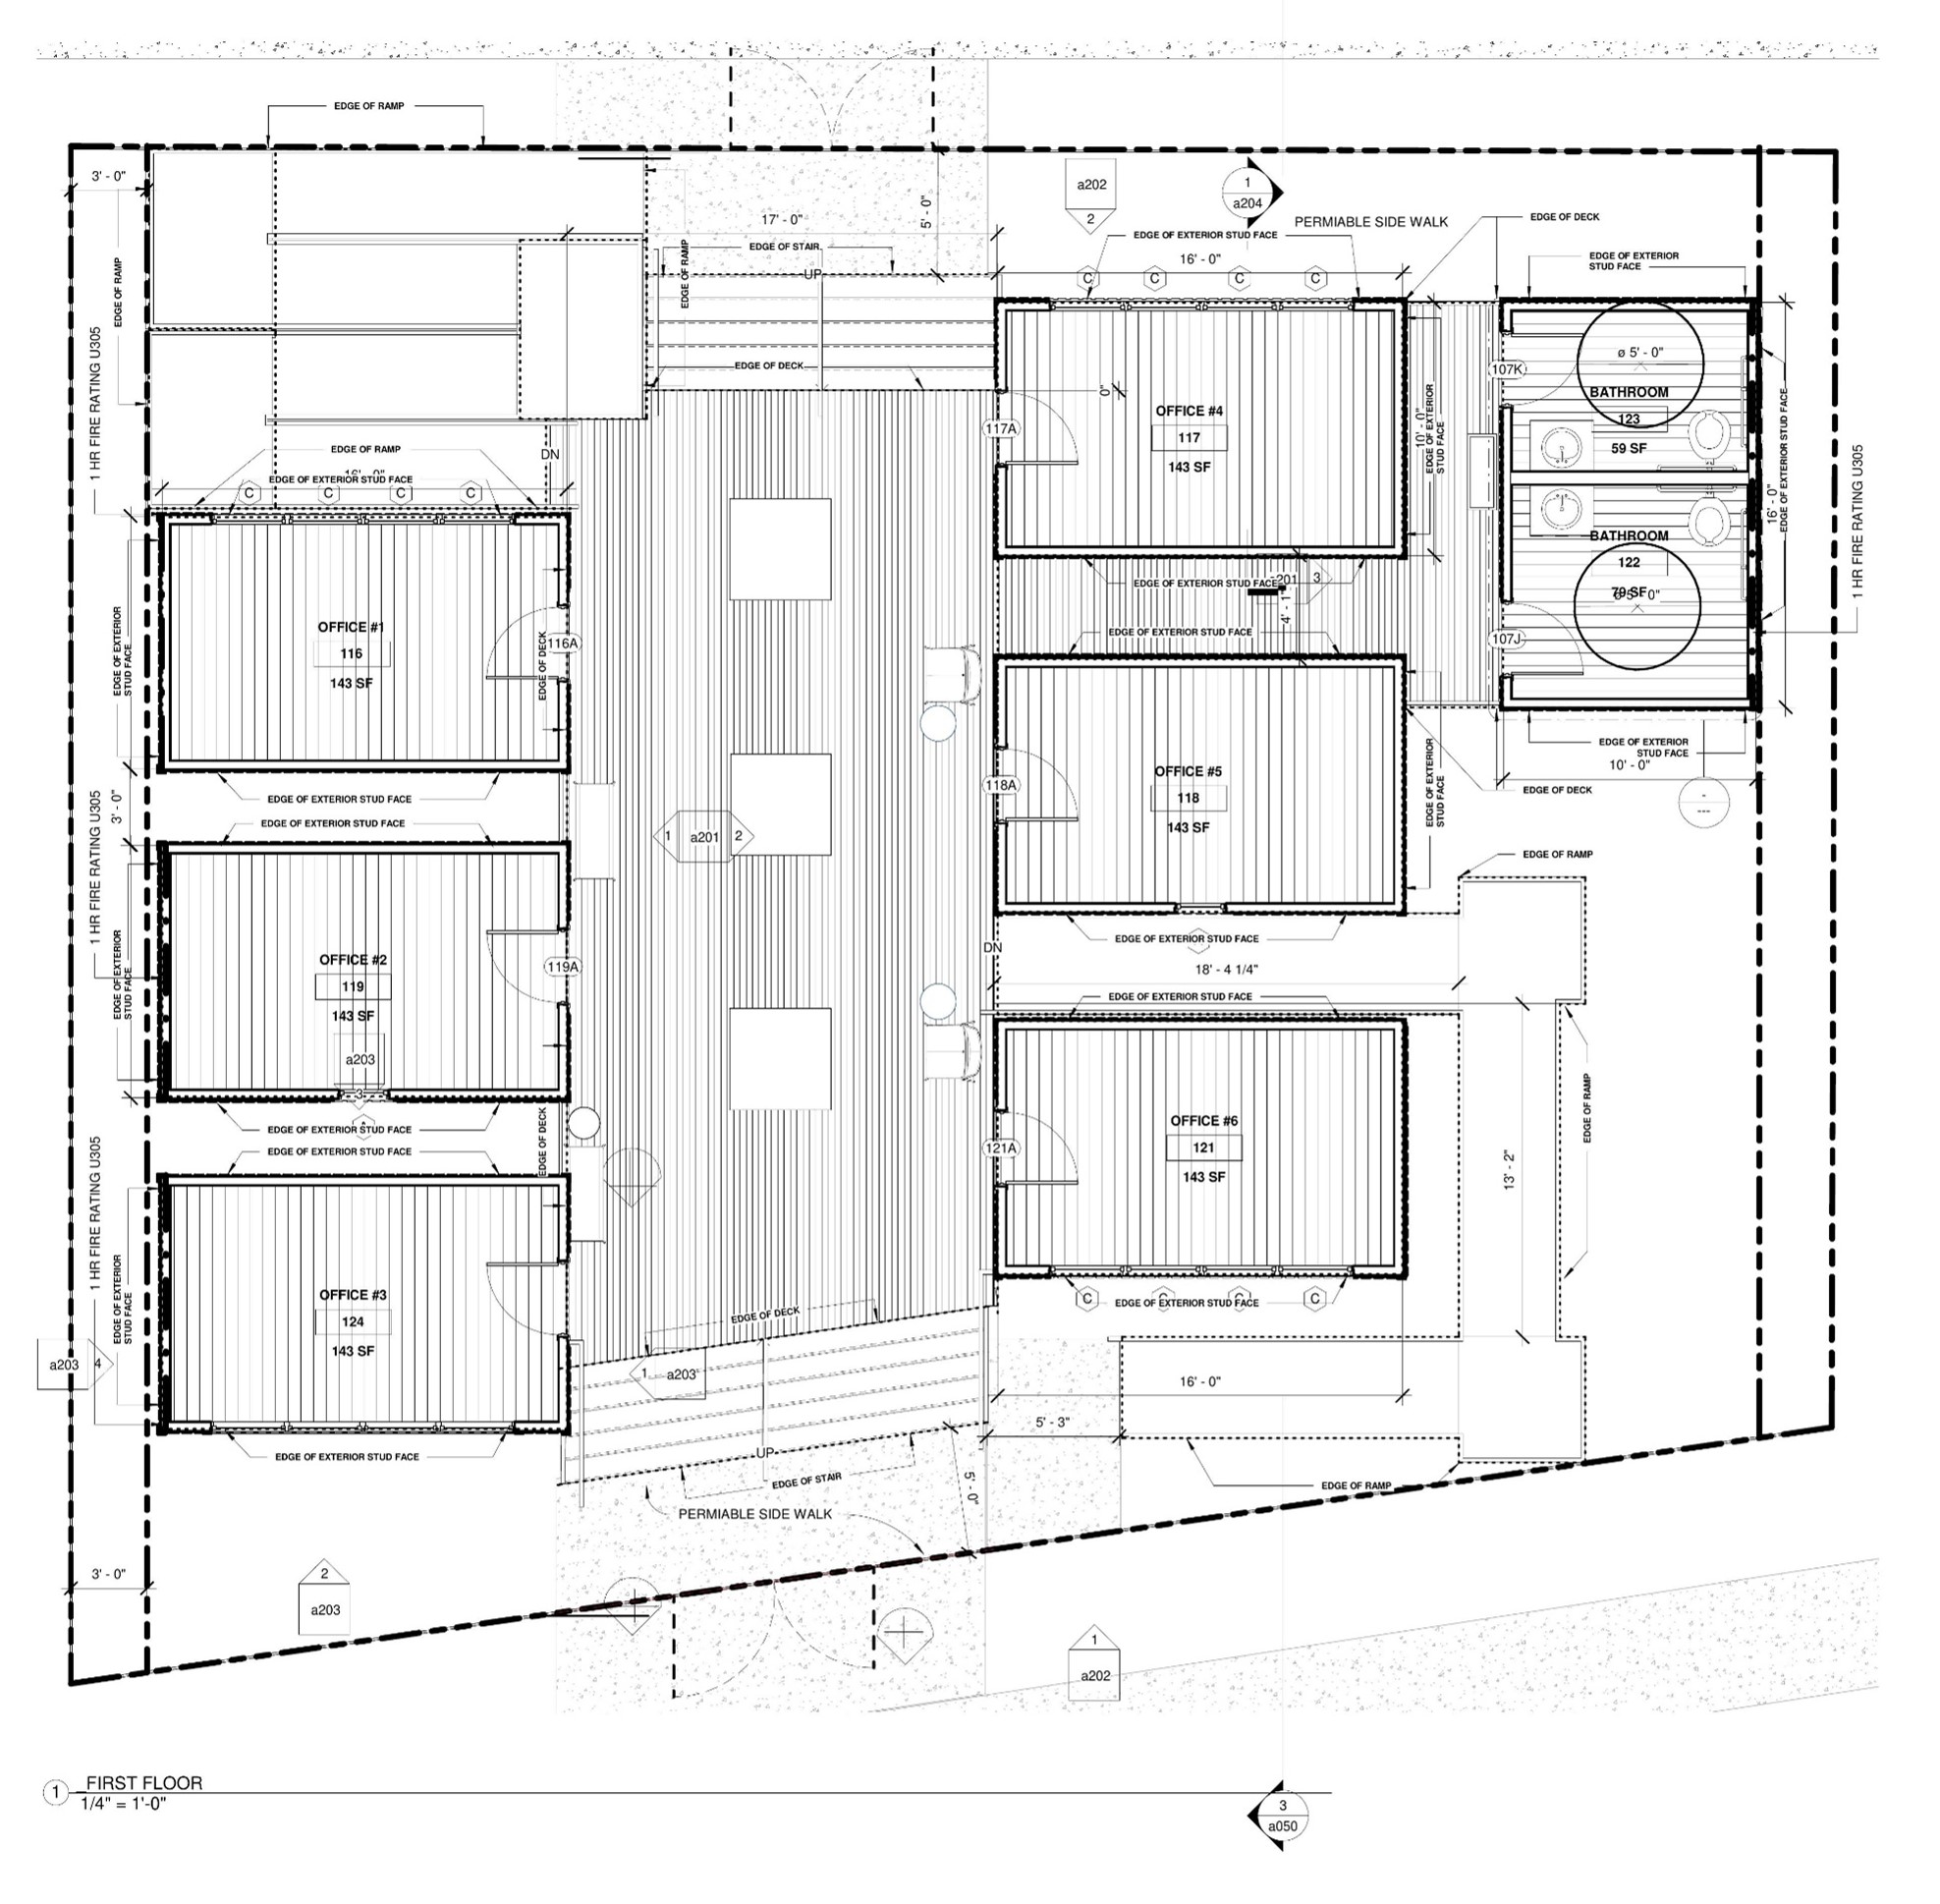 EDGE OF RAMP
3' - 0"
EDGE OF RAMP
1 HR FIRE RATING U305
17' - 0"
5' - 0"
a202
2
1
a204
PERMIABLE SIDE WALK
EDGE OF DECK
EDGE OF STAIR
UP
EDGE OF RAMP
EDGE OF EXTERIOR STUD FACE
16' - 0"
C
C
C
C
EDGE OF EXTERIOR
STUD FACE
EDGE OF DECK
0"
117A
OFFICE #4
117
143 SF
10' - 0"
EDGE OF EXTERIOR
STUD FACE
107K
ø 5' - 0"
BATHROOM
123
59 SF
16' - 0"
EDGE OF EXTERIOR STUD FACE
1 HR FIRE RATING U305
BATHROOM
122
79 SF
107J
EDGE OF RAMP
DN
EDGE OF EXTERIOR STUD FACE
C
C
C
C
OFFICE #1
116
143 SF
116A
EDGE OF DECK
EDGE OF EXTERIOR
STUD FACE
EDGE OF EXTERIOR STUD FACE
a201
3
4' - 1"
EDGE OF EXTERIOR STUD FACE
EDGE OF EXTERIOR
STUD FACE
10' - 0"
EDGE OF DECK
-
---
OFFICE #5
118
143 SF
118A
EDGE OF EXTERIOR
STUD FACE
EDGE OF EXTERIOR STUD FACE
3' - 0"
EDGE OF EXTERIOR STUD FACE
1 HR FIRE RATING U305
1
a201
2
EDGE OF RAMP
EDGE OF EXTERIOR STUD FACE
DN
18' - 4 1/4"
EDGE OF EXTERIOR STUD FACE
OFFICE #2
119
143 SF
119A
a203
3
EDGE OF EXTERIOR
STUD FACE
EDGE OF EXTERIOR STUD FACE
EDGE OF EXTERIOR STUD FACE
EDGE OF DECK
1 HR FIRE RATING U305
121A
OFFICE #6
121
143 SF
13' - 2"
EDGE OF RAMP
C
C
C
C
EDGE OF EXTERIOR STUD FACE
OFFICE #3
124
143 SF
EDGE OF EXTERIOR
STUD FACE
a203
4
EDGE OF DECK
1
a203
16' - 0"
5' - 3"
EDGE OF EXTERIOR STUD FACE
UP
EDGE OF STAIR
5' - 0"
EDGE OF RAMP
PERMIABLE SIDE WALK
3' - 0"
2
a203
1
a202
1
FIRST FLOOR
1/4" = 1'-0"
3
a050